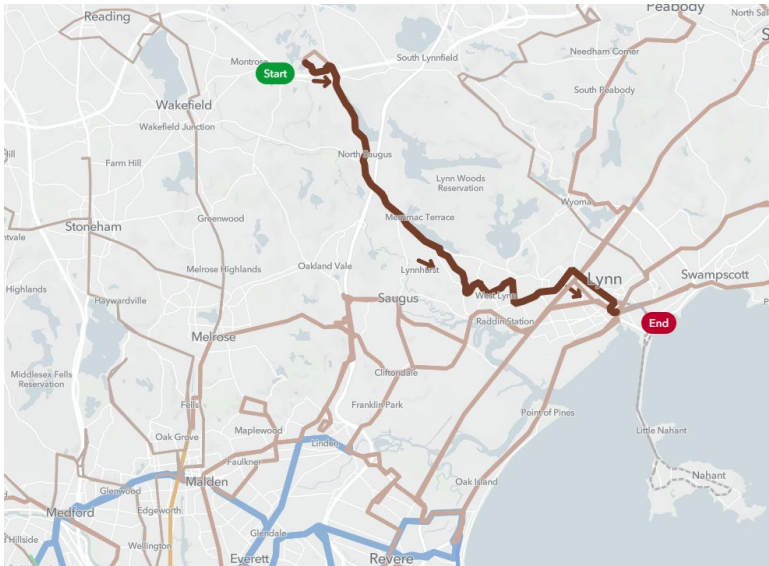 Reading
Peabody
North Sal
S
Montrose
South Lynnfield
Needham Corner
Start
South Peabody
Wakefield
Wakefield Junction
North Saugus
Farm Hill
Lynn Woods
Reservation
Wyoma
Stoneham
Greenwood
Merrimac Terrace
Melrose Highlands
Oakland Vale
Lynnhurst
Lynn
Swampscott
Highlands
Haywardville
Saugus
West Lynn
Raddin Station
End
Melrose
Middlesex Fells
Reservation
Cliftondale
Fells
Franklin Park
Point of Pines
Maplewood
Little Nahant
Oak Grove
Linden
Faulkner
Oak Island
Nahant
Glenwood
Malden
Medford
Edgeworth
Hillside
Glendale
Wellington
Everett
Revere